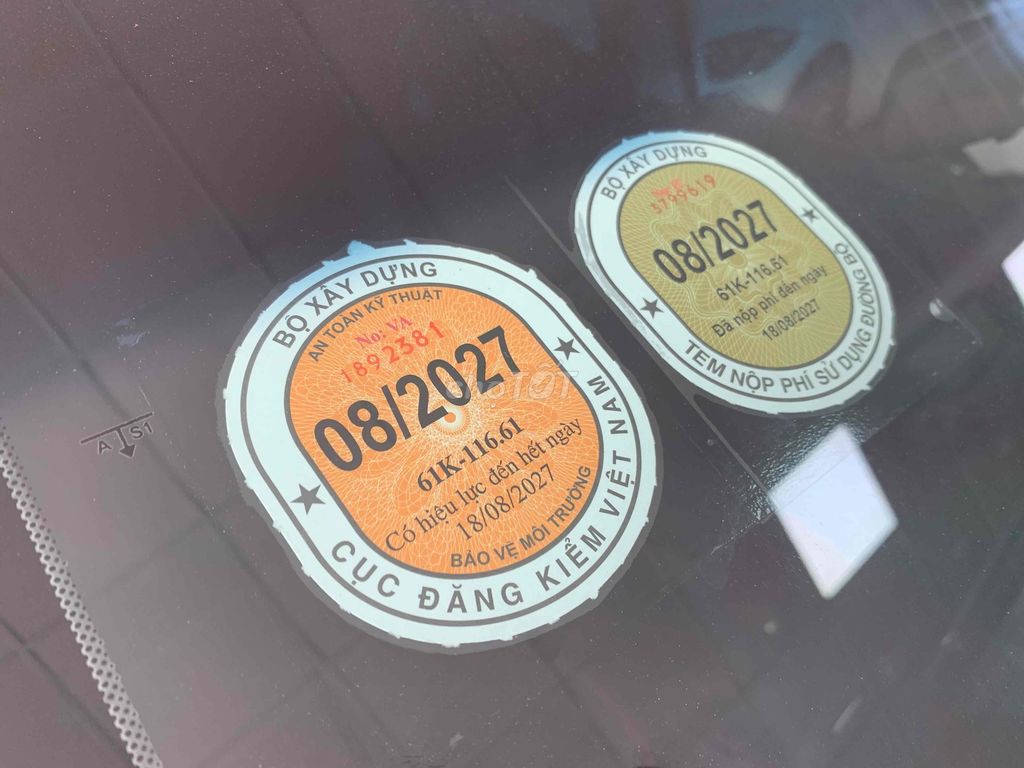 BỘ XÂY DỰNG
AN TOÀN KỸ THUẬT
No: VA
1892381
08/2027
61K-116.61
Có hiệu lực đến hết ngày
18/08/2027
BẢO VỆ MÔI TRƯỜNG
CỤC ĐĂNG KIỂM VIỆT NAM
BỘ XÂY DỰNG
5799619
08/2027
61K-116.61
Đã nộp phí đến ngày
18/08/2027
TEM NỘP PHÍ SỬ DỤNG ĐƯỜNG BỘ
AS1